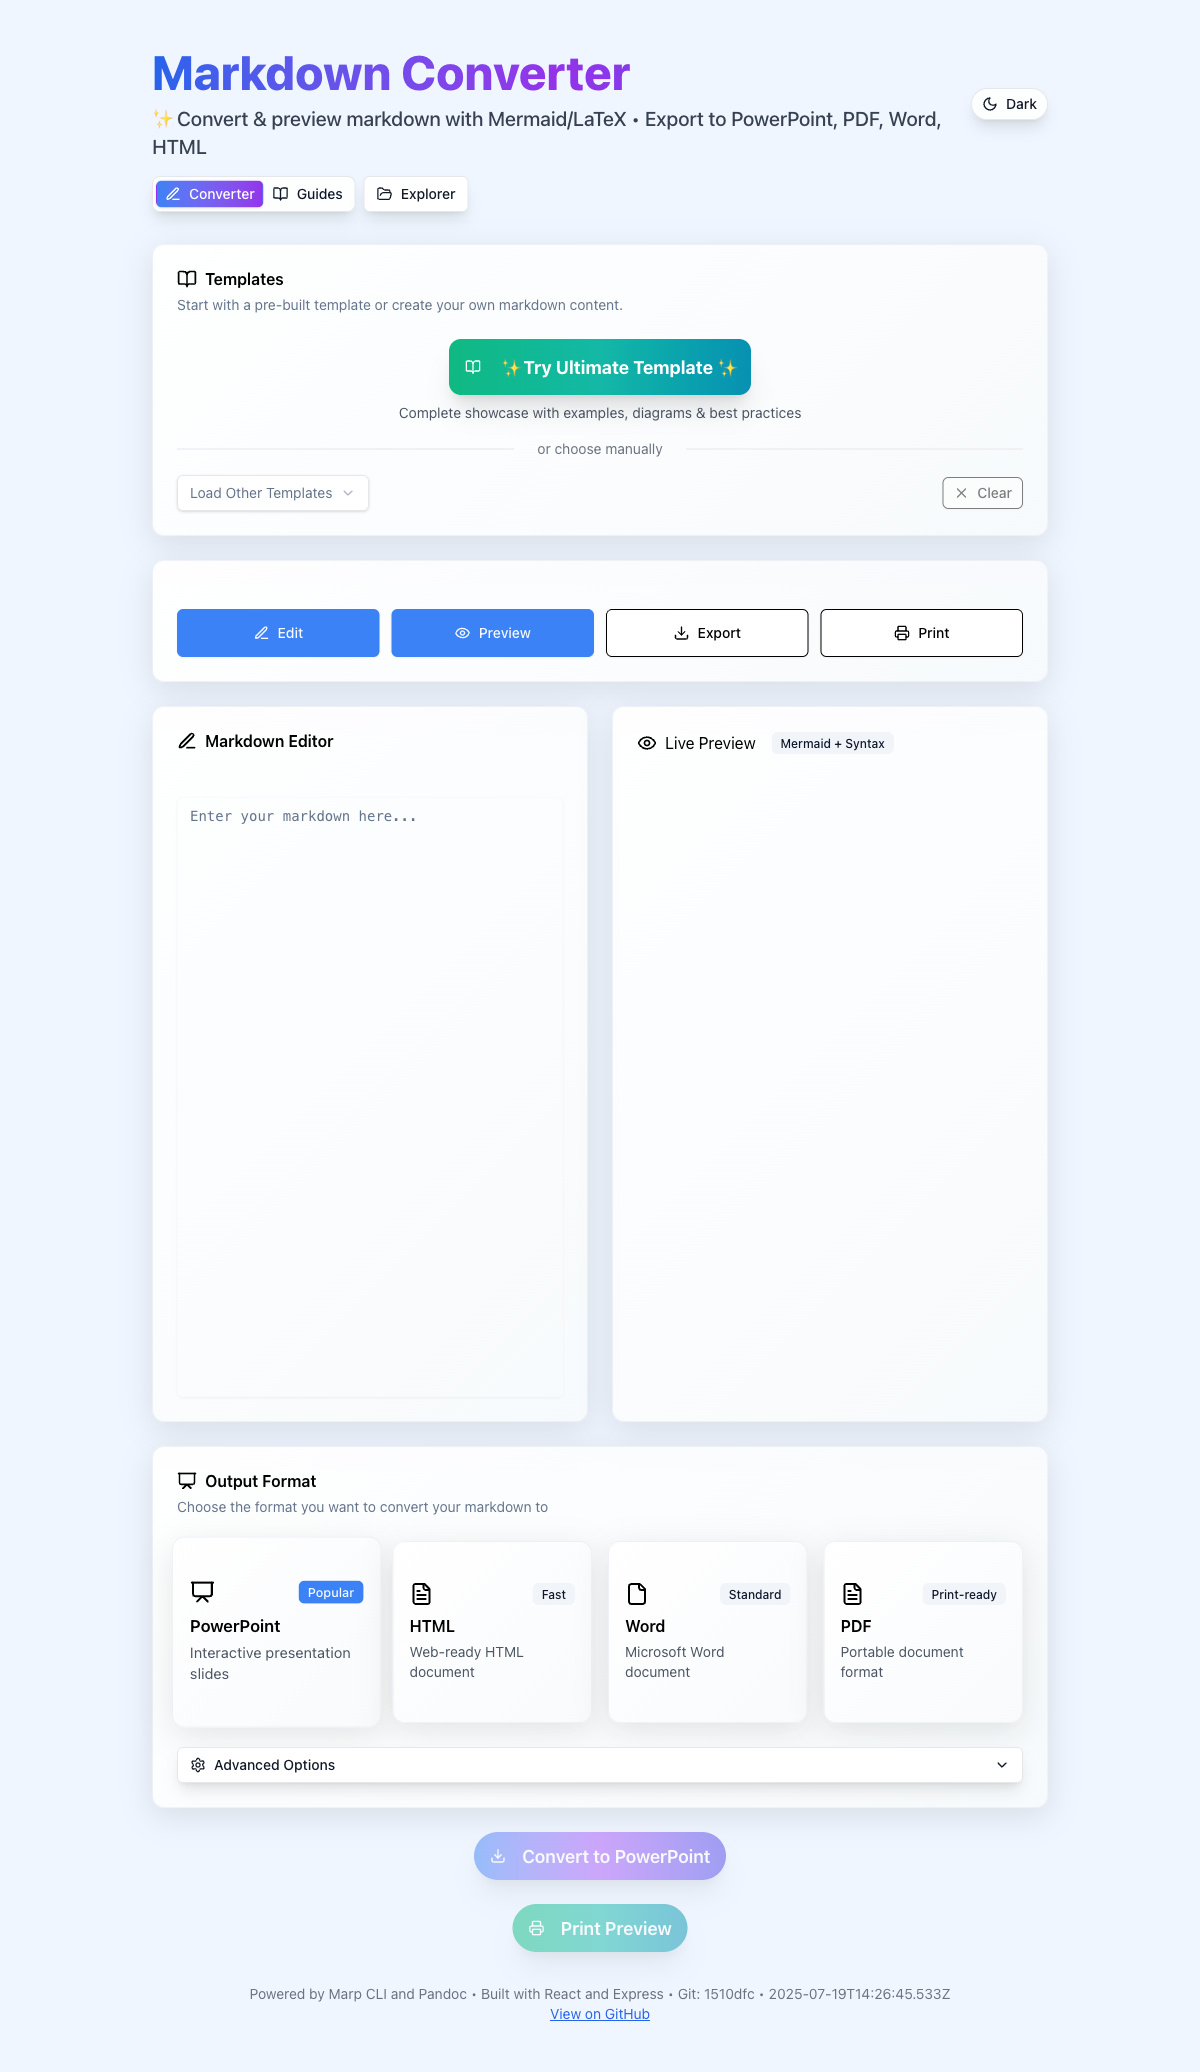 Markdown Converter
✨ Convert & preview markdown with Mermaid/LaTeX • Export to PowerPoint, PDF, Word,
HTML
Dark
Converter
Guides
Explorer
Templates
Start with a pre-built template or create your own markdown content.
✨ Try Ultimate Template ✨
Complete showcase with examples, diagrams & best practices
or choose manually
Load Other Templates
Clear
Edit
Preview
Export
Print
Markdown Editor
Enter your markdown here...
Live Preview
Mermaid + Syntax
Output Format
Choose the format you want to convert your markdown to
Popular
PowerPoint
Interactive presentation
slides
Fast
HTML
Web-ready HTML
document
Standard
Word
Microsoft Word
document
Print-ready
PDF
Portable document
format
Advanced Options
Convert to PowerPoint
Print Preview
Powered by Marp CLI and Pandoc • Built with React and Express • Git: 1510dfc • 2025-07-19T14:26:45.533Z
View on GitHub